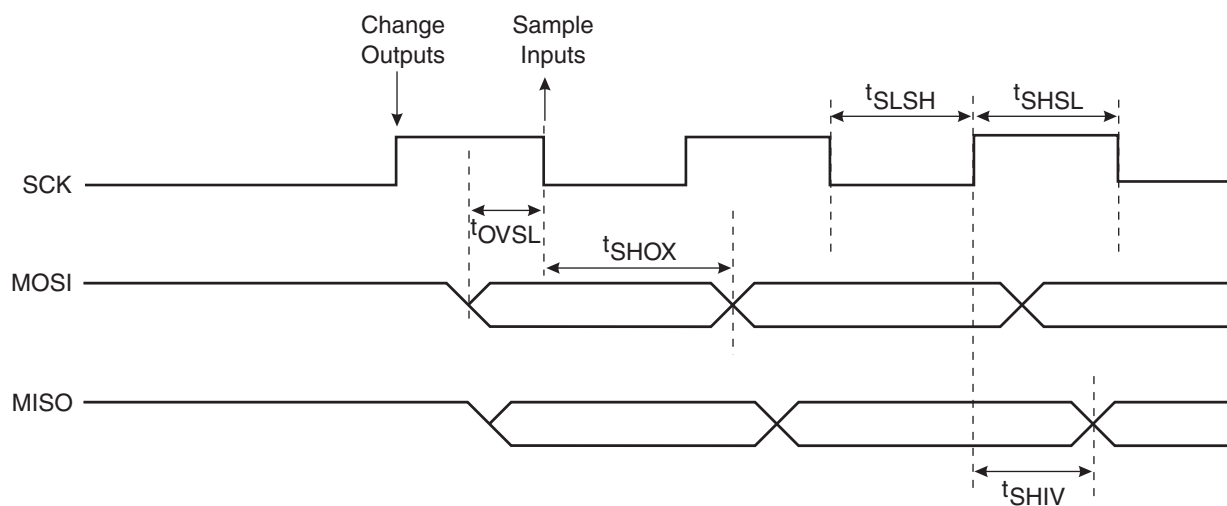 Change
Outputs
Sample
Inputs
tSLSH
tSHSL
SCK
tOVSL
tSHOX
MOSI
MISO
tSHIV